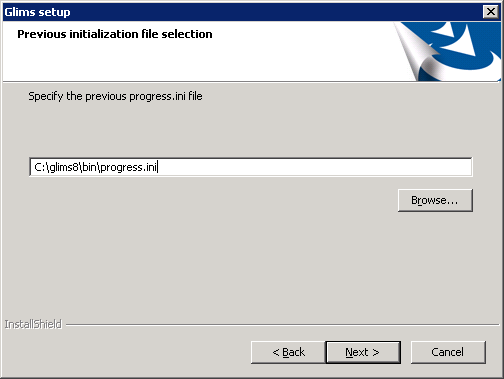 Glims setup
Previous initialization file selection
Specify the previous progress.ini file
C:\glims8\bin\progress.ini
Browse...
InstallShield
< Back
Next >
Cancel